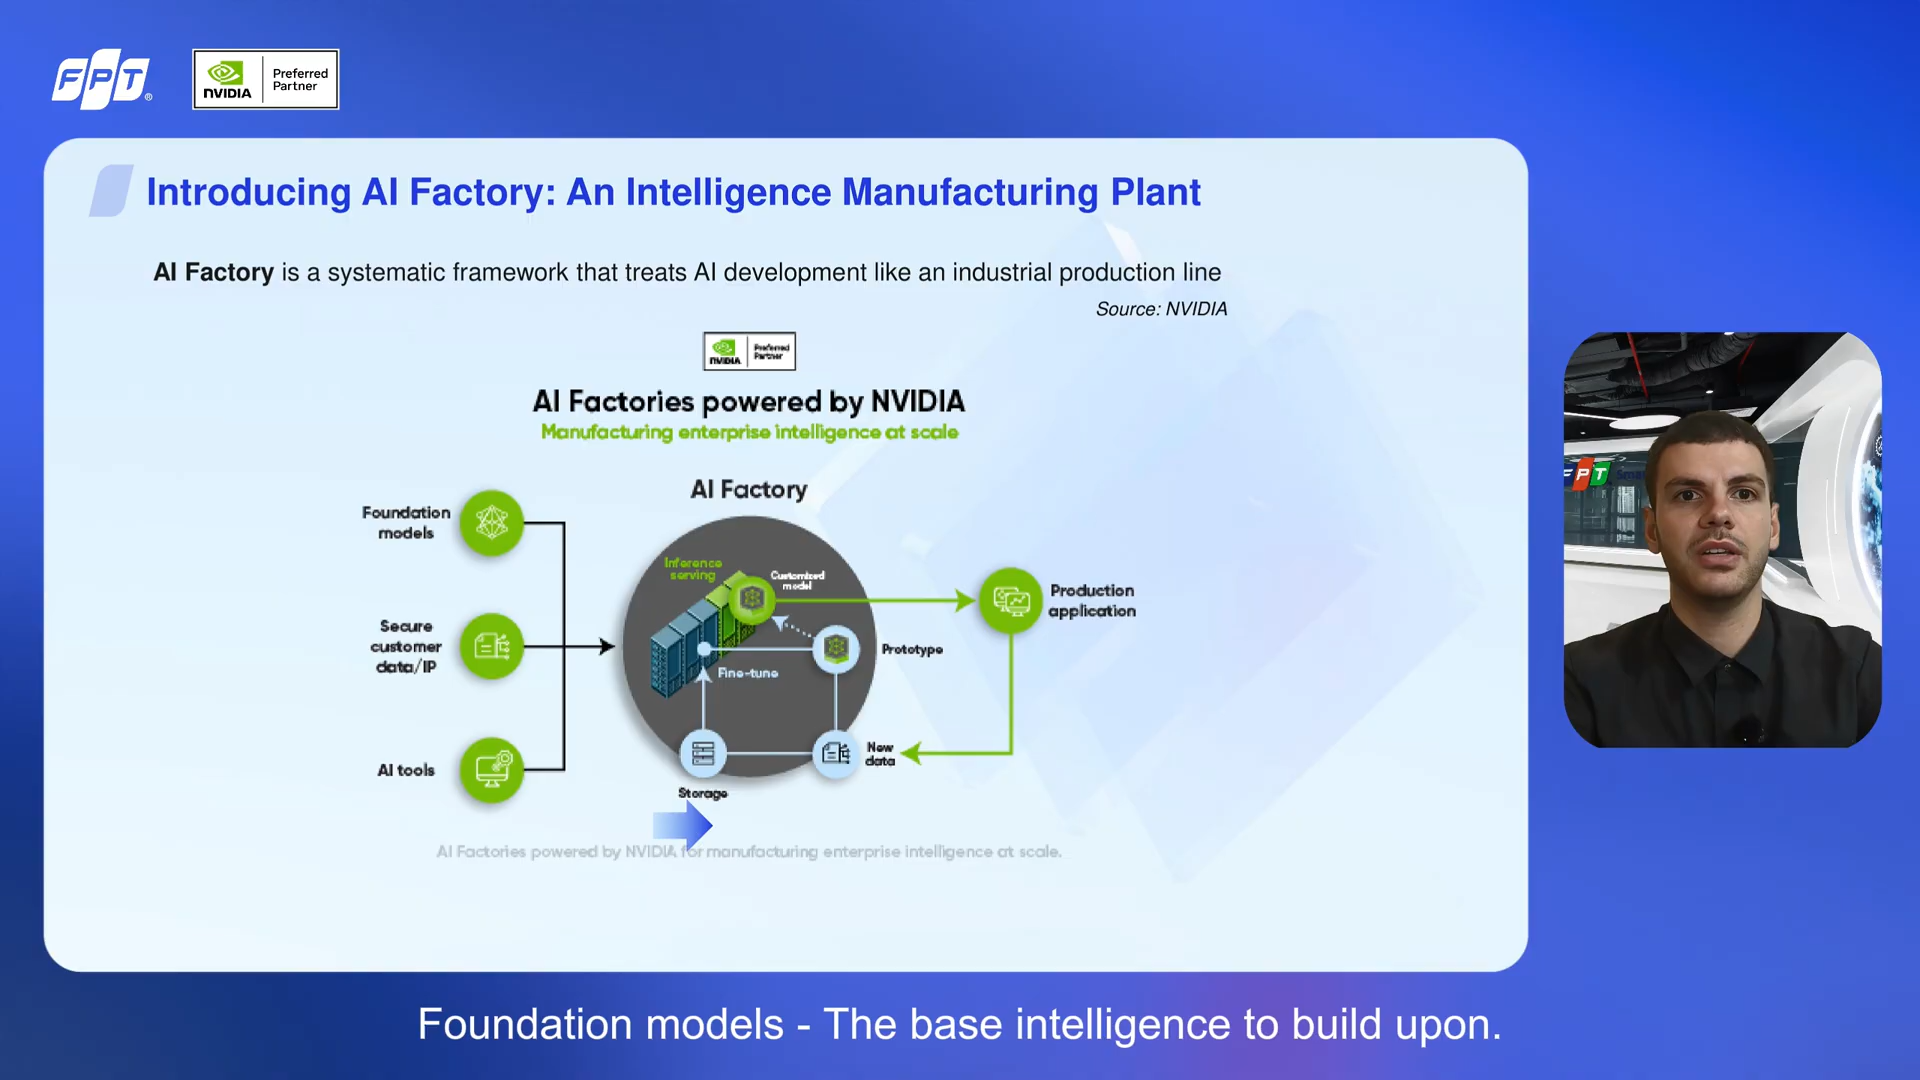 FPT
NVIDIA
Preferred
Partner
Introducing AI Factory: An Intelligence Manufacturing Plant
AI Factory is a systematic framework that treats AI development like an industrial production line
Source: NVIDIA
NVIDIA
Preferred
Partner
AI Factories powered by NVIDIA
Manufacturing enterprise intelligence at scale
AI Factory
Foundation
models
Secure
customer
data/IP
AI tools
Inference
serving
Customized
model
Fine-tune
Prototype
Storage
New
data
Production
application
AI Factories powered by NVIDIA for manufacturing enterprise intelligence at scale.
FPT
Foundation models - The base intelligence to build upon.